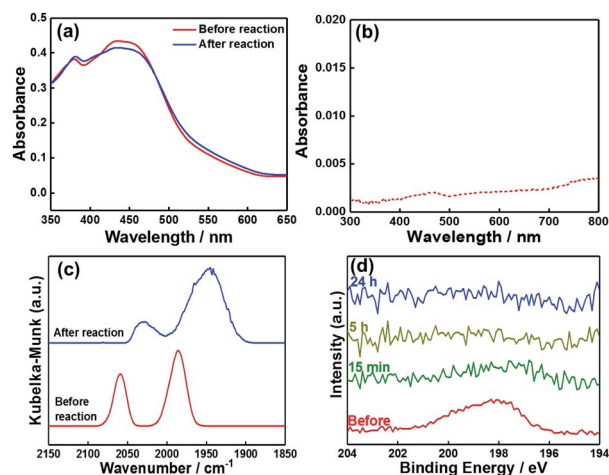 (a)
Before reaction
After reaction
Absorbance
0.5
0.4
0.3
0.2
0.1
0.0
350 400 450 500 550 600 650
Wavelength / nm
(b)
Absorbance
0.020
0.015
0.010
0.005
0.000
300 400 500 600 700 800
Wavelength / nm
(c)
Kubelka-Munk (a.u.)
After reaction
Before
reaction
2150 2100 2050 2000 1950 1900 1850
Wavenumber / cm⁻¹
(d)
Intensity (a.u.)
24 h
5 h
15 min
Before
204 202 200 198 196 194
Binding Energy / eV